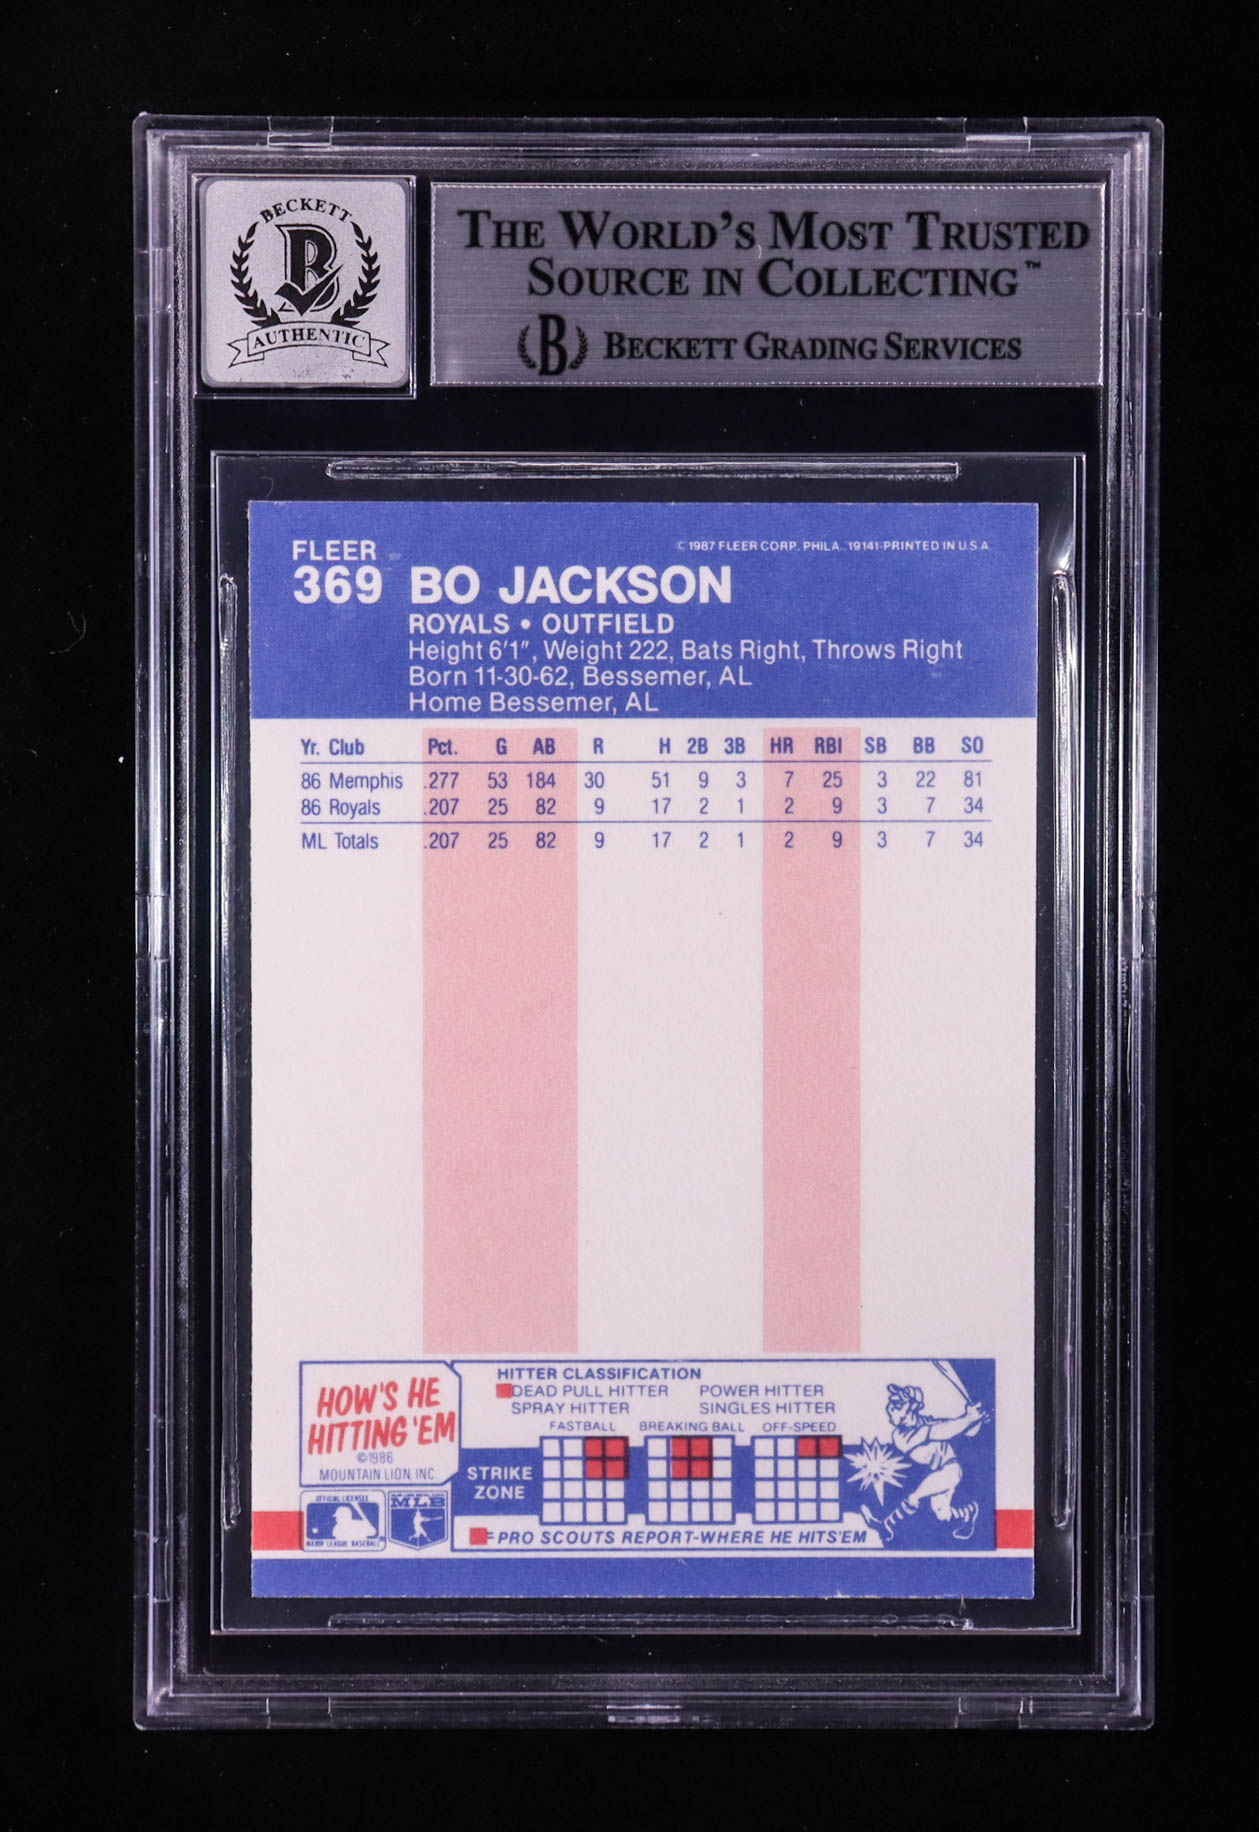 BECKETT
AUTHENTIC
THE WORLD'S MOST TRUSTED
SOURCE IN COLLECTING™
B BECKETT GRADING SERVICES
FLEER
© 1987 FLEER CORP. PHILA. 19141-PRINTED IN U.S.A.
369 BO JACKSON
ROYALS • OUTFIELD
Height 6'1", Weight 222, Bats Right, Throws Right
Born 11-30-62, Bessemer, AL
Home Bessemer, AL
Yr. Club Pct. G AB R H 2B 3B HR RBI SB BB SO
86 Memphis .277 53 184 30 51 9 3 7 25 3 22 81
86 Royals .207 25 82 9 17 2 1 2 9 3 7 34
ML Totals .207 25 82 9 17 2 1 2 9 3 7 34
HOW'S HE
HITTING 'EM
©1986
MOUNTAIN LION, INC.
HITTER CLASSIFICATION
DEAD PULL HITTER POWER HITTER
SPRAY HITTER SINGLES HITTER
FASTBALL BREAKING BALL OFF-SPEED
STRIKE
ZONE
= PRO SCOUTS REPORT-WHERE HE HITS'EM
OFFICIAL LICENSEE
MAJOR LEAGUE BASEBALL
MLB